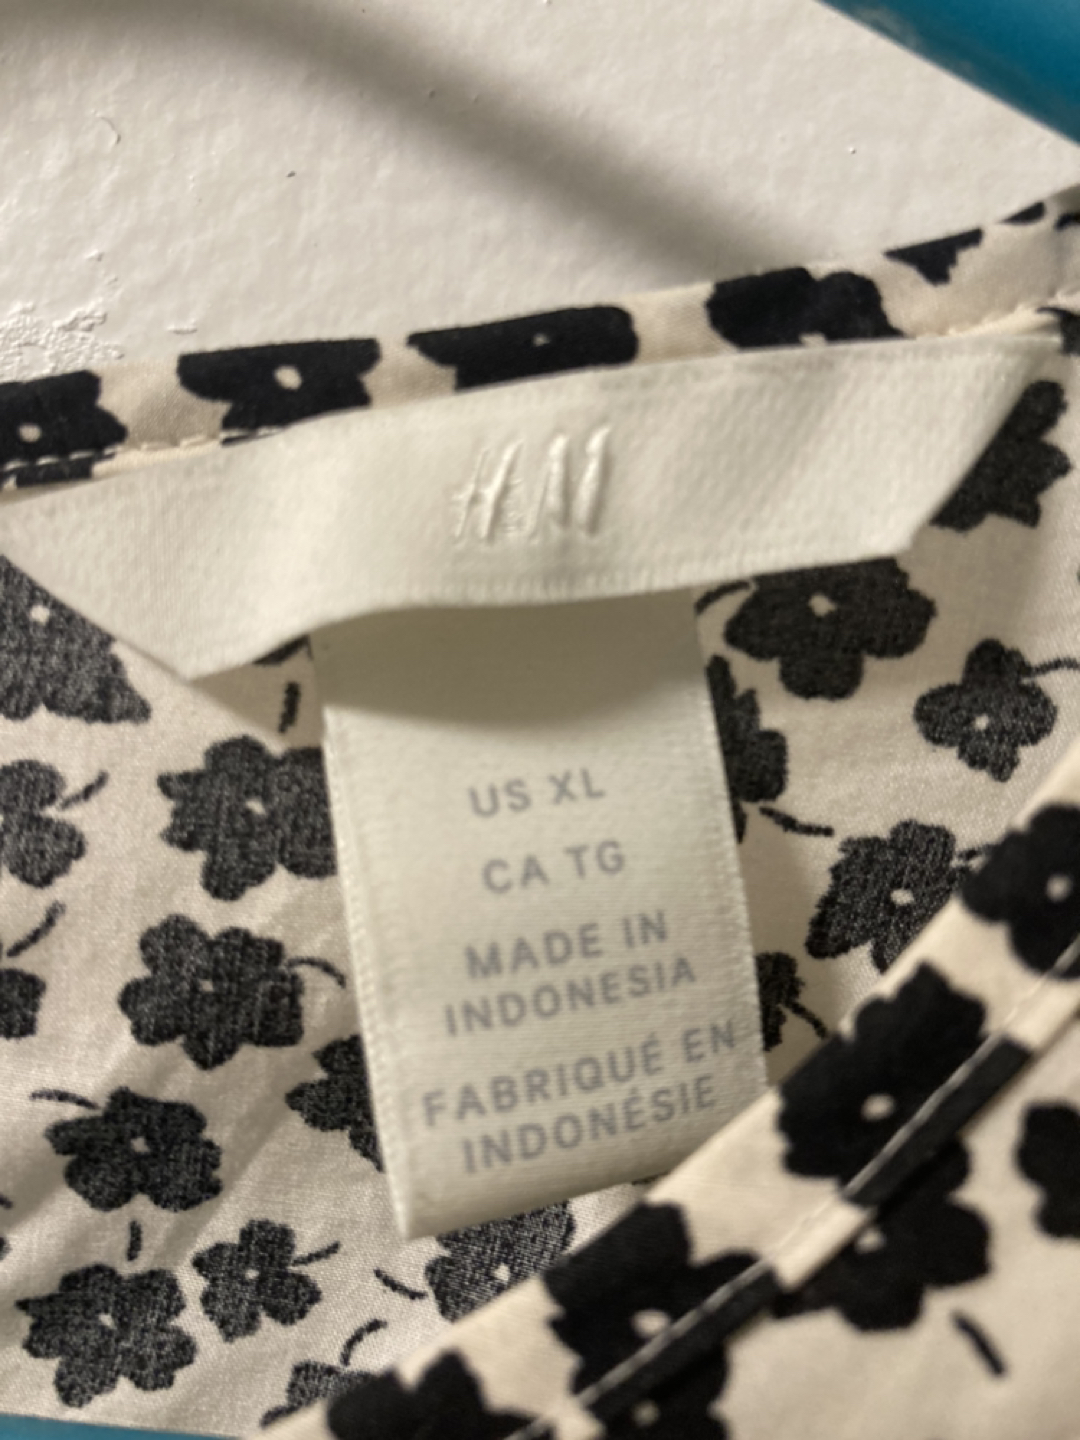 H&M
US XL
CA TG
MADE IN
INDONESIA
FABRIQUÉ EN
INDONÉSIE